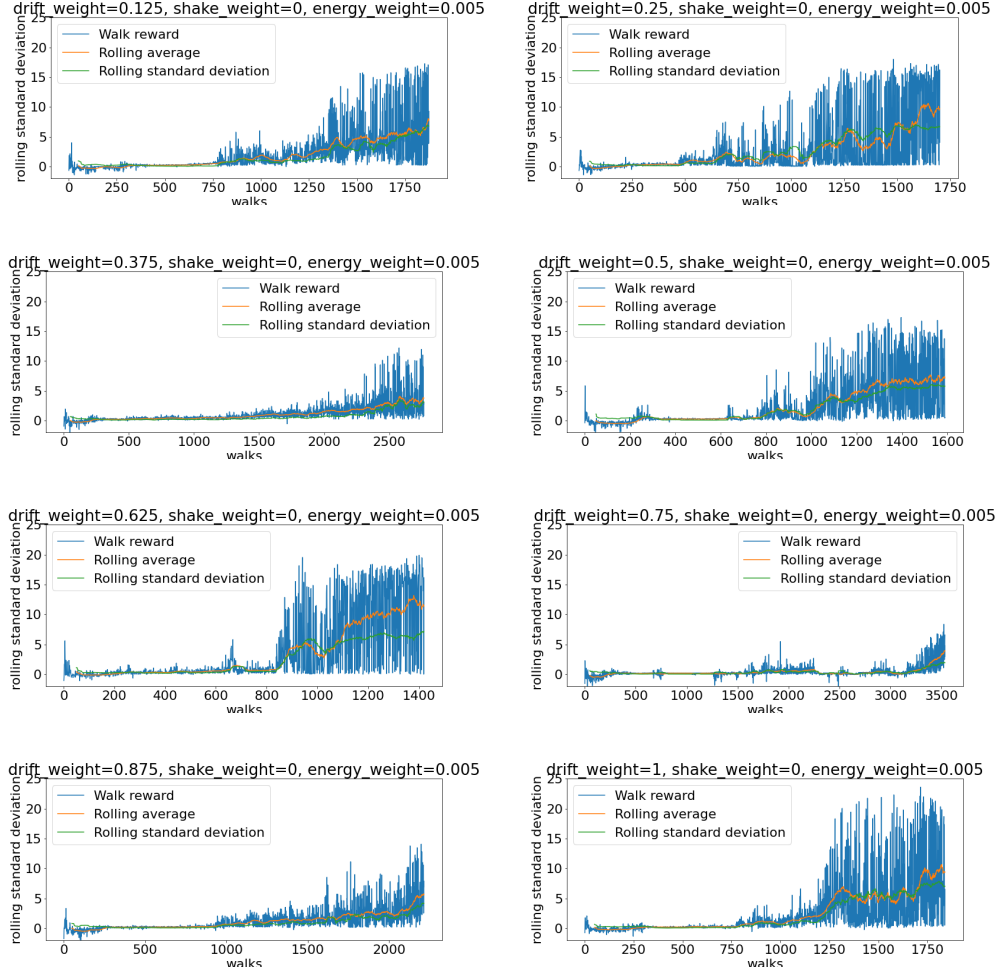 drift_weight=0.125, shake_weight=0, energy_weight=0.005
rolling standard deviation
25
20
15
10
5
0
Walk reward
Rolling average
Rolling standard deviation
0 250 500 750 1000 1250 1500 1750
walks
drift_weight=0.25, shake_weight=0, energy_weight=0.005
rolling standard deviation
25
20
15
10
5
0
Walk reward
Rolling average
Rolling standard deviation
0 250 500 750 1000 1250 1500 1750
walks
drift_weight=0.375, shake_weight=0, energy_weight=0.005
rolling standard deviation
25
20
15
10
5
0
Walk reward
Rolling average
Rolling standard deviation
0 500 1000 1500 2000 2500
walks
drift_weight=0.5, shake_weight=0, energy_weight=0.005
rolling standard deviation
25
20
15
10
5
0
Walk reward
Rolling average
Rolling standard deviation
0 200 400 600 800 1000 1200 1400 1600
walks
drift_weight=0.625, shake_weight=0, energy_weight=0.005
rolling standard deviation
25
20
15
10
5
0
Walk reward
Rolling average
Rolling standard deviation
0 200 400 600 800 1000 1200 1400
walks
drift_weight=0.75, shake_weight=0, energy_weight=0.005
rolling standard deviation
25
20
15
10
5
0
Walk reward
Rolling average
Rolling standard deviation
0 500 1000 1500 2000 2500 3000 3500
walks
drift_weight=0.875, shake_weight=0, energy_weight=0.005
rolling standard deviation
25
20
15
10
5
0
Walk reward
Rolling average
Rolling standard deviation
0 500 1000 1500 2000
walks
drift_weight=1, shake_weight=0, energy_weight=0.005
rolling standard deviation
25
20
15
10
5
0
Walk reward
Rolling average
Rolling standard deviation
0 250 500 750 1000 1250 1500 1750
walks